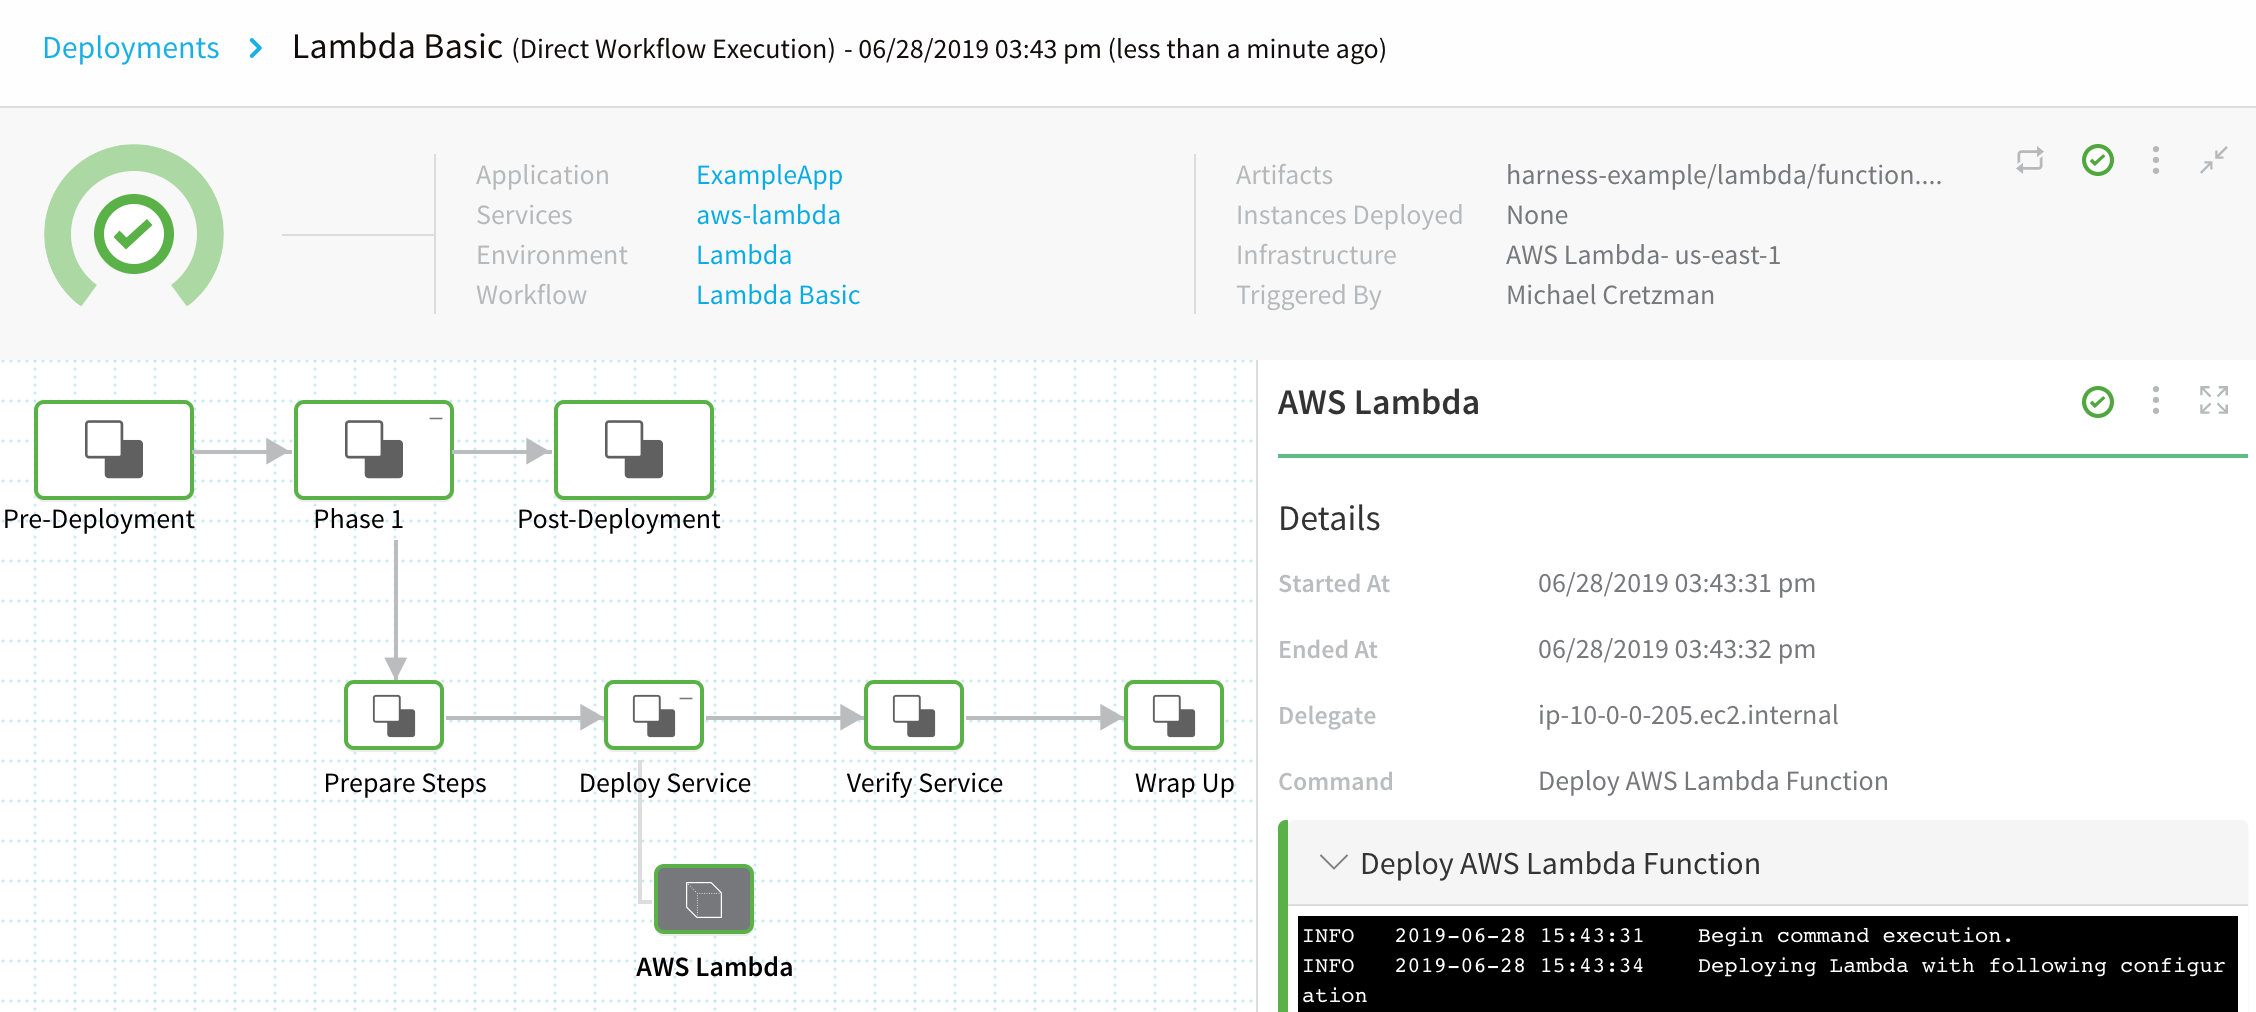 Deployments > Lambda Basic (Direct Workflow Execution) - 06/28/2019 03:43 pm (less than a minute ago)
Application ExampleApp
Services aws-lambda
Environment Lambda
Workflow Lambda Basic
Artifacts harness-example/lambda/function....
Instances Deployed None
Infrastructure AWS Lambda- us-east-1
Triggered By Michael Cretzman
Pre-Deployment Phase 1 Post-Deployment
Prepare Steps Deploy Service Verify Service Wrap Up
AWS Lambda
AWS Lambda
Details
Started At 06/28/2019 03:43:31 pm
Ended At 06/28/2019 03:43:32 pm
Delegate ip-10-0-0-205.ec2.internal
Command Deploy AWS Lambda Function
Deploy AWS Lambda Function
INFO 2019-06-28 15:43:31 Begin command execution.
INFO 2019-06-28 15:43:34 Deploying Lambda with following configur
ation